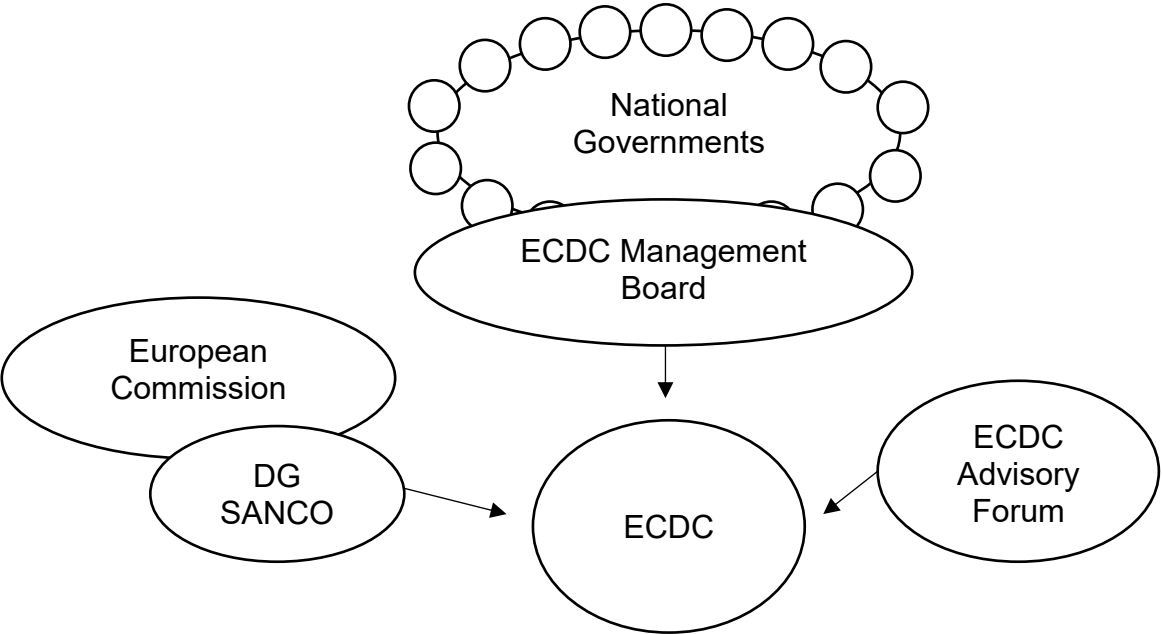 National
Governments
ECDC Management
Board
European
Commission
DG
SANCO
ECDC
ECDC
Advisory
Forum